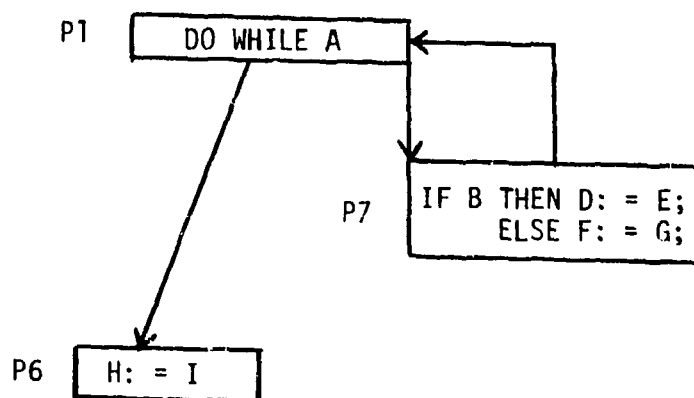 P1 DO WHILE A
P7 IF B THEN D: = E;
ELSE F: = G;
P6 H: = I